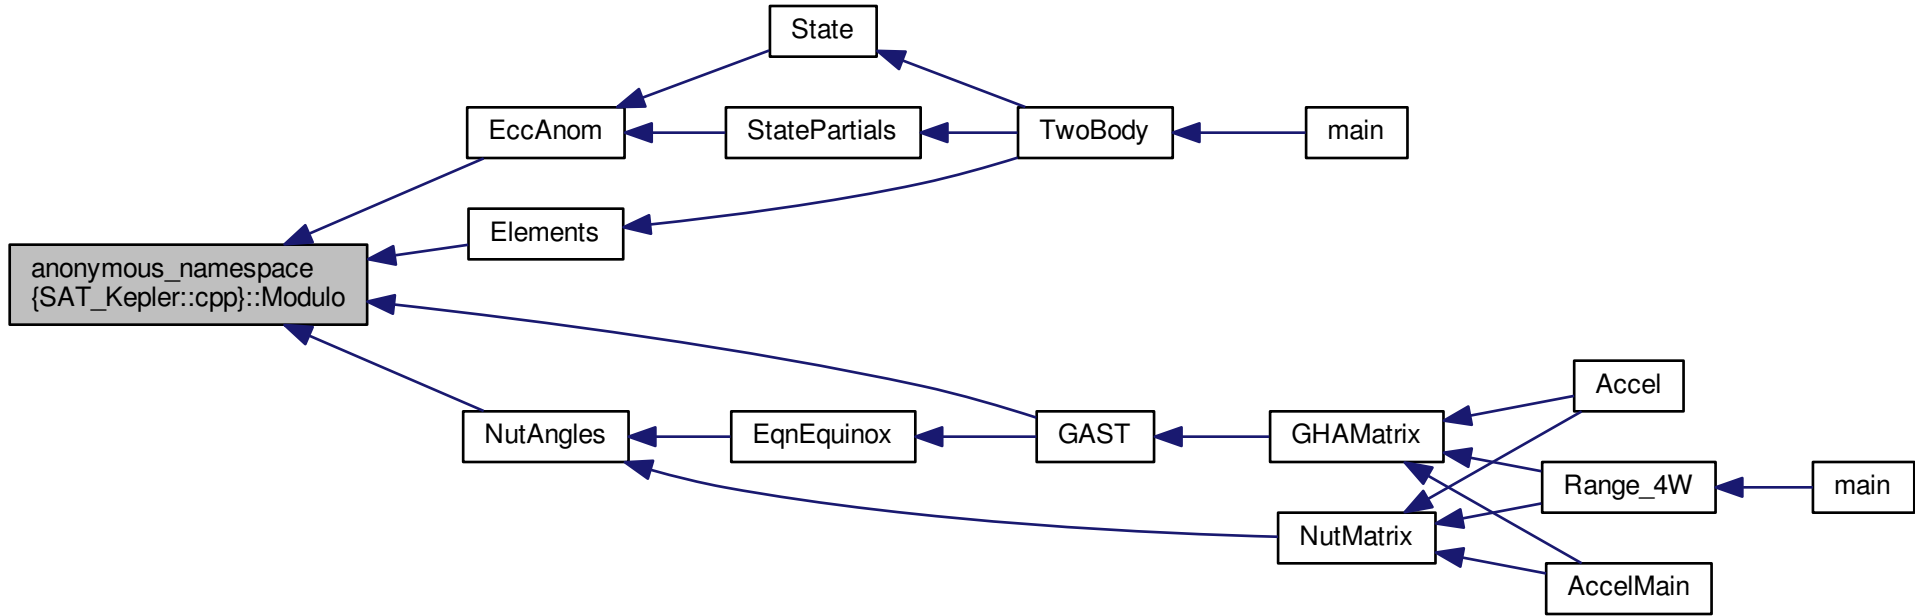 State
EccAnom
StatePartials
TwoBody
main
Elements
anonymous_namespace
{SAT_Kepler::cpp}::Modulo
Accel
NutAngles
EqnEquinox
GAST
GHAMatrix
Range_4W
main
NutMatrix
AccelMain